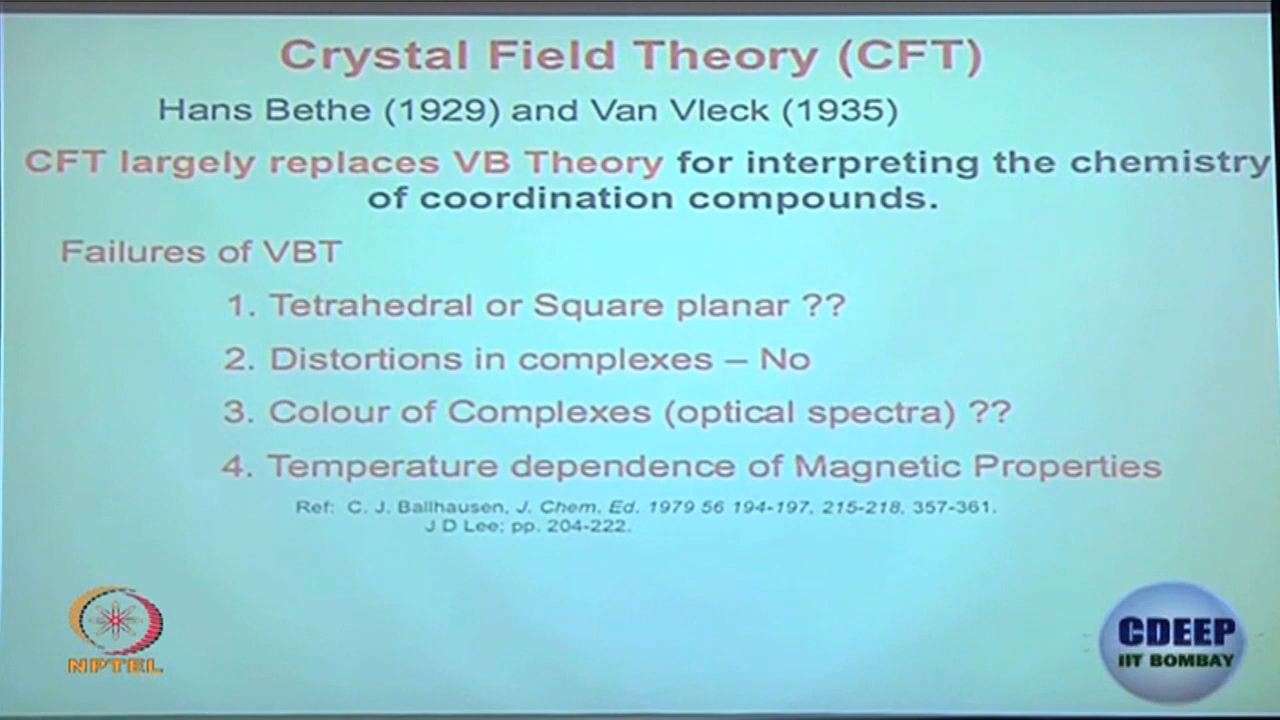 Crystal Field Theory (CFT)
Hans Bethe (1929) and Van Vleck (1935)
CFT largely replaces VB Theory for interpreting the chemistry
of coordination compounds.
Failures of VBT
1. Tetrahedral or Square planar ??
2. Distortions in complexes – No
3. Colour of Complexes (optical spectra) ??
4. Temperature dependence of Magnetic Properties
Ref: C. J. Ballhausen, J. Chem. Ed. 1979 56 194-197, 215-218, 357-361.
J D Lee; pp. 204-222.
NPTEL
CDEEP
IIT BOMBAY